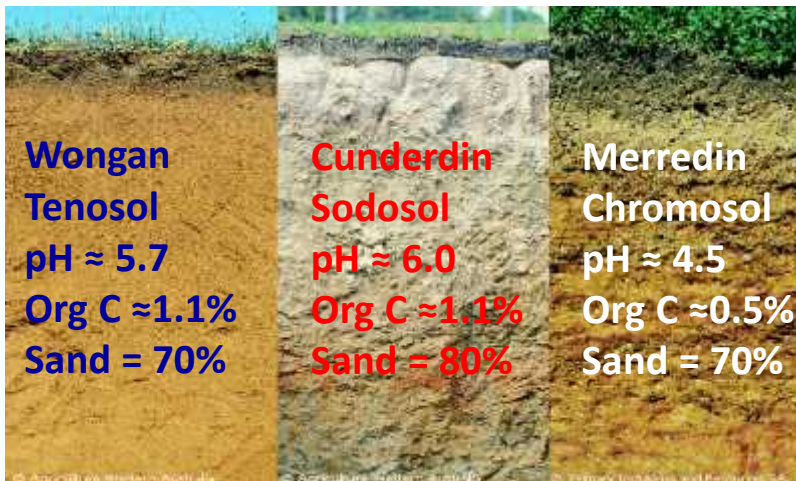 Wongan
Tenosol
pH ≈ 5.7
Org C ≈1.1%
Sand = 70%
Cunderdin
Sodosol
pH ≈ 6.0
Org C ≈1.1%
Sand = 80%
Merredin
Chromosol
pH ≈ 4.5
Org C ≈0.5%
Sand = 70%